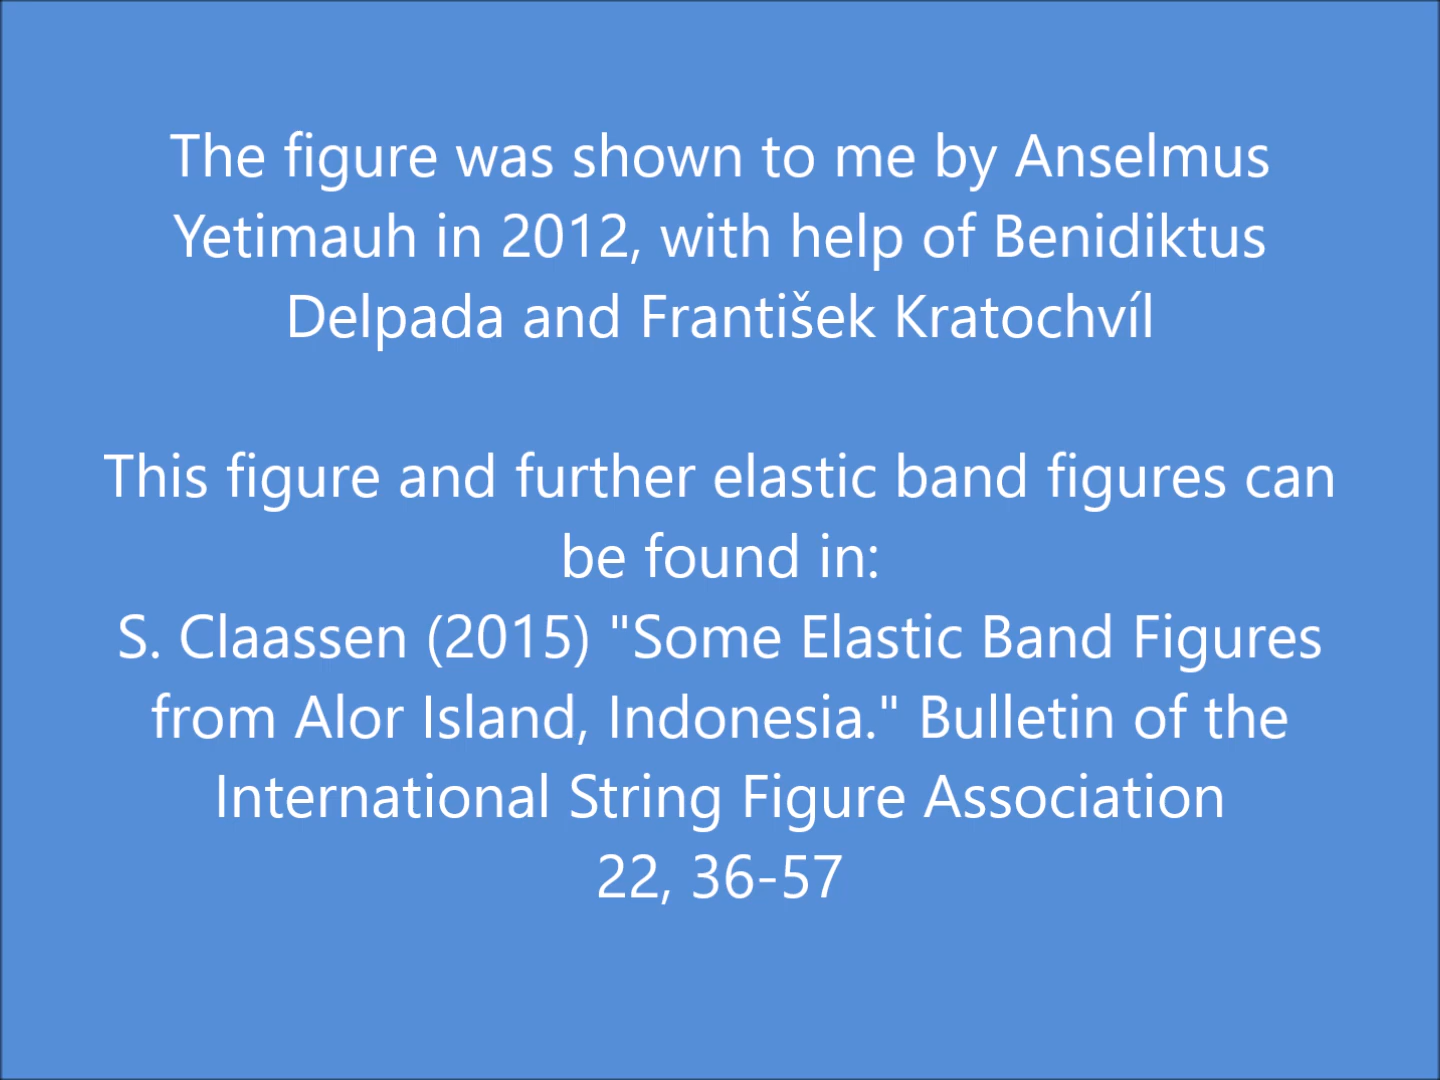 The figure was shown to me by Anselmus
Yetimauh in 2012, with help of Benidiktus
Delpada and František Kratochvíl
This figure and further elastic band figures can
be found in:
S. Claassen (2015) "Some Elastic Band Figures
from Alor Island, Indonesia." Bulletin of the
International String Figure Association
22, 36-57